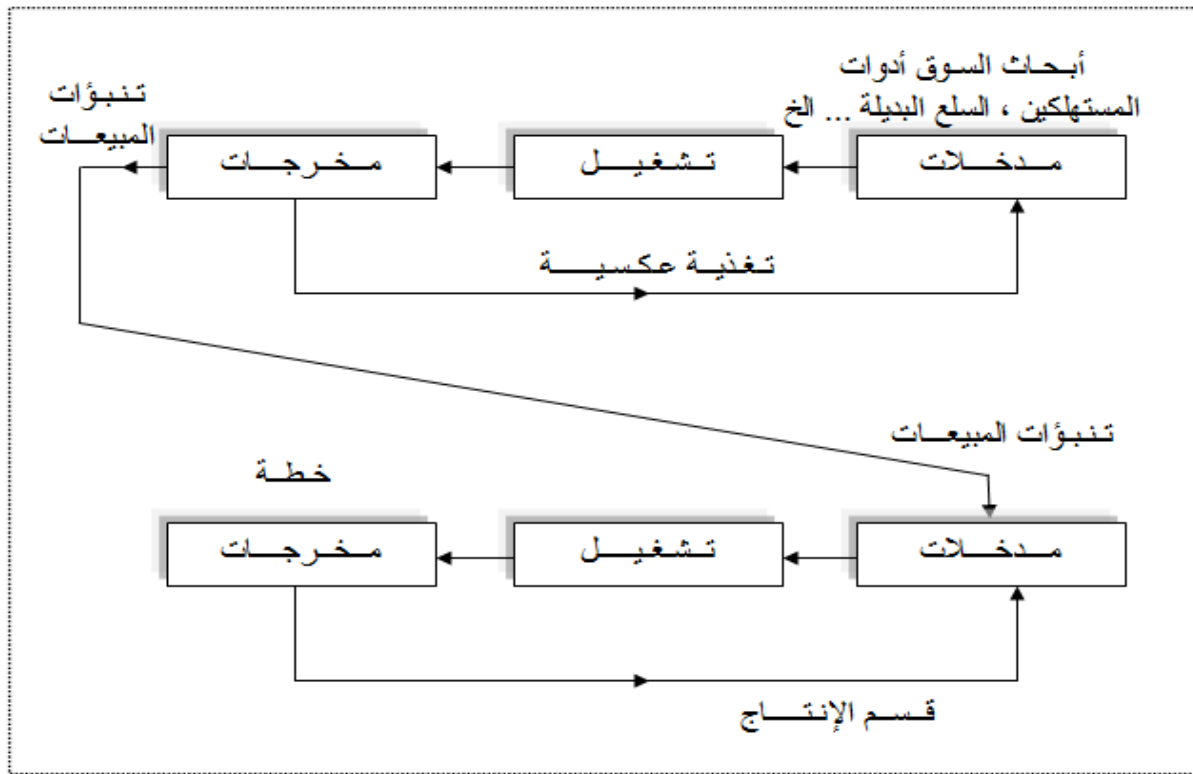 أبحاث السوق أدوات
المستهلكين ، السلع البديلة ... الخ
تنبؤات
المبيعات
مدخلات
تشغيل
مخرجات
تغذية عكسية
تنبؤات المبيعات
خطة
مدخلات
تشغيل
مخرجات
قسم الإنتاج